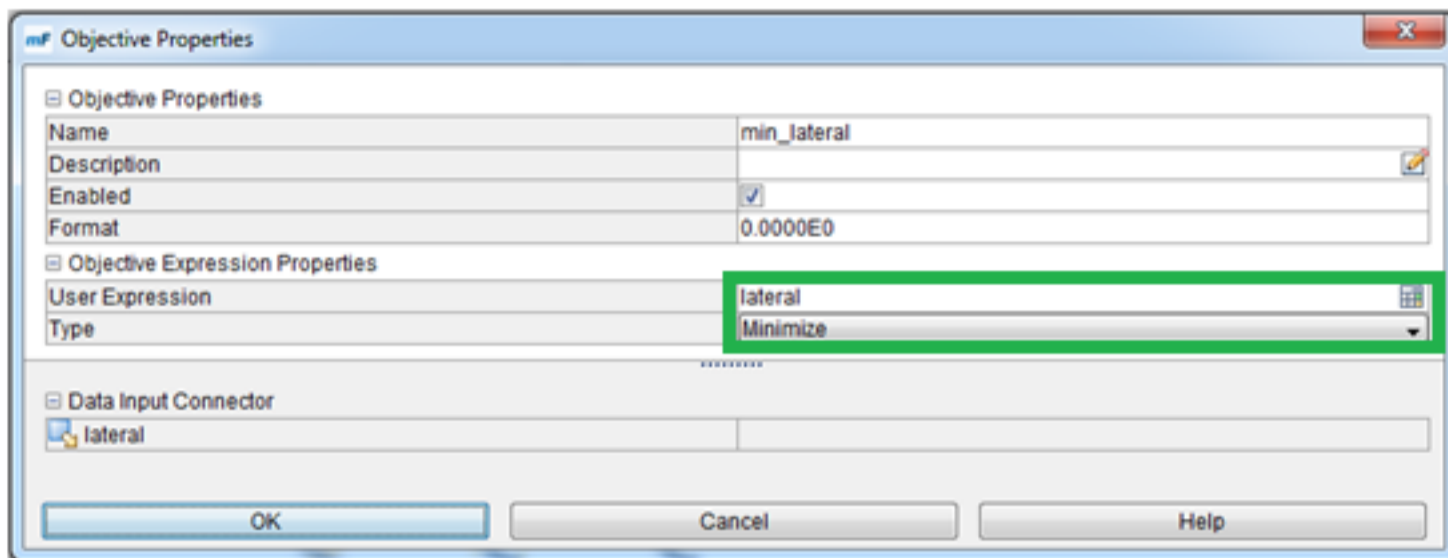 mF Objective Properties
Objective Properties
Name min_lateral
Description
Enabled
Format 0.0000E0
Objective Expression Properties
User Expression lateral
Type Minimize
Data Input Connector
lateral
OK Cancel Help